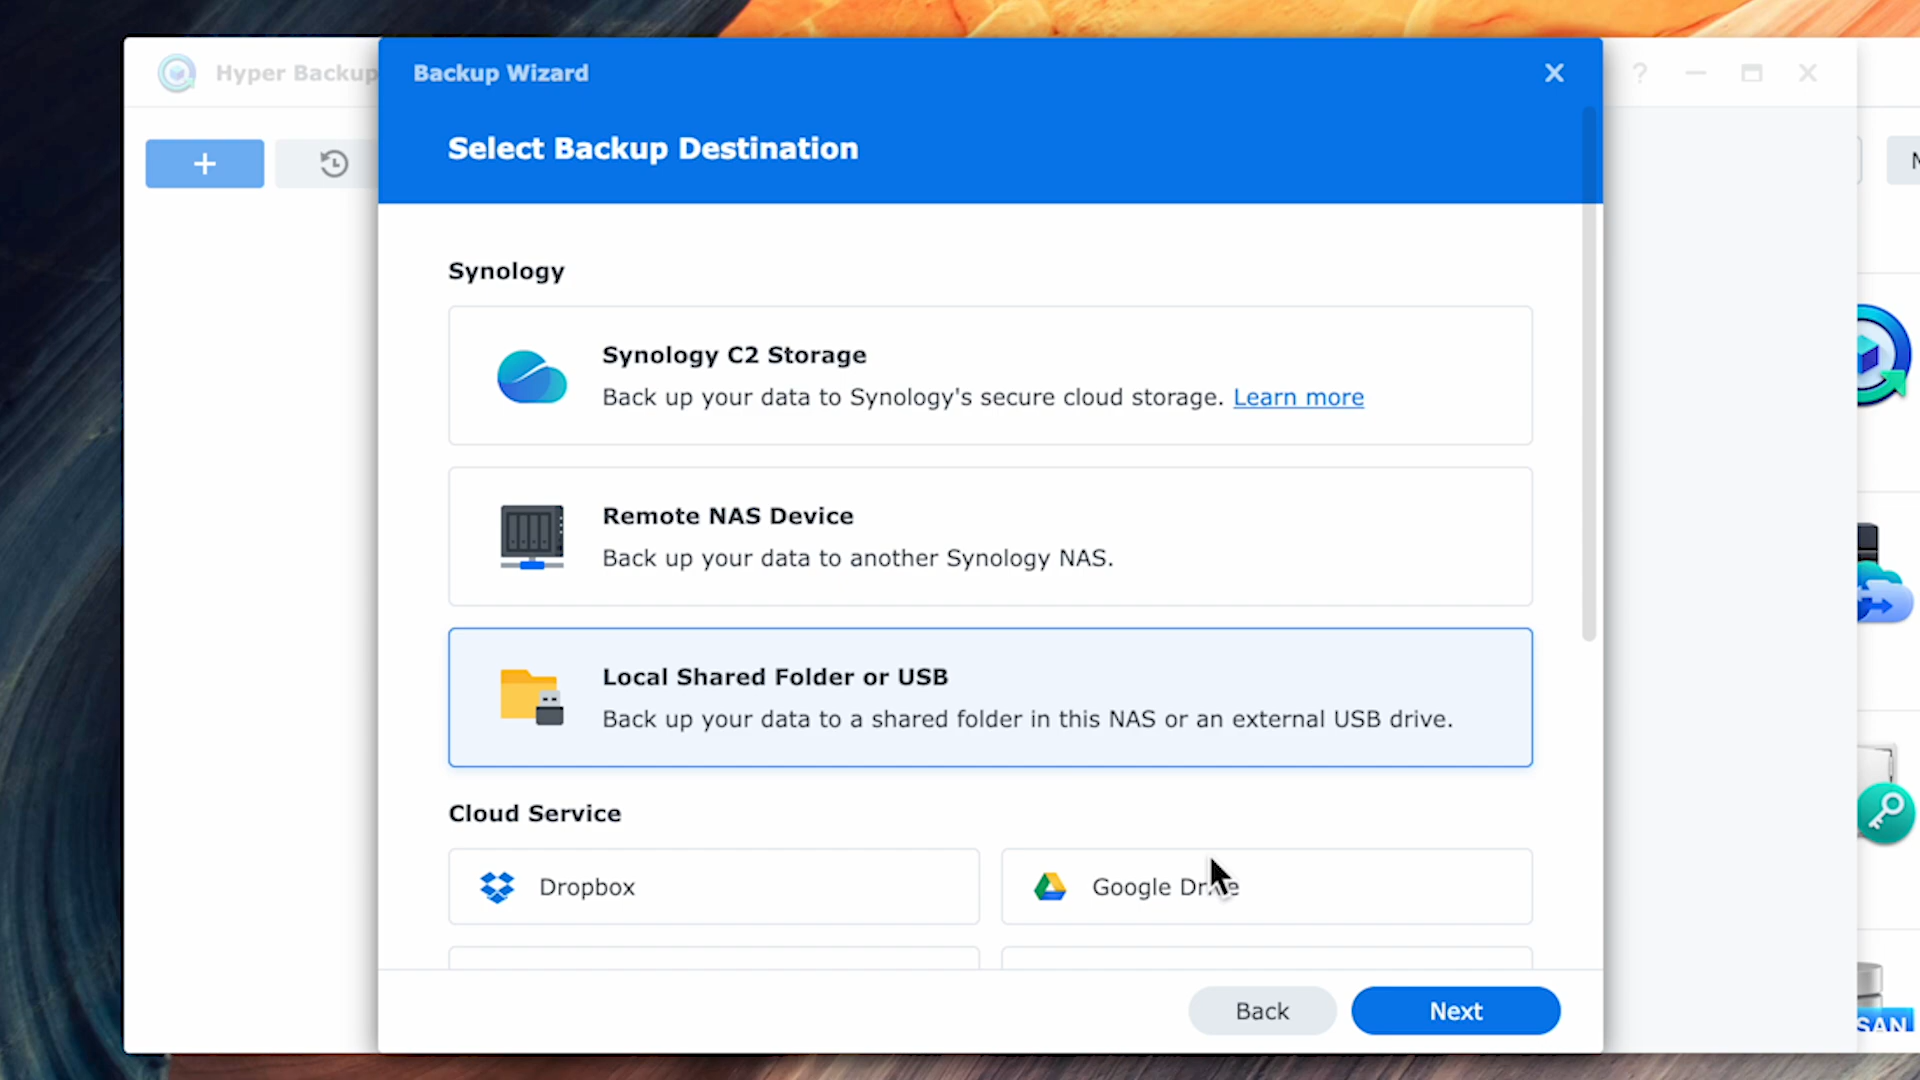 Hyper Backup
Backup Wizard
Select Backup Destination
Synology
Synology C2 Storage
Back up your data to Synology's secure cloud storage. Learn more
Remote NAS Device
Back up your data to another Synology NAS.
Local Shared Folder or USB
Back up your data to a shared folder in this NAS or an external USB drive.
Cloud Service
Dropbox
Google Drive
SAN
Back
Next